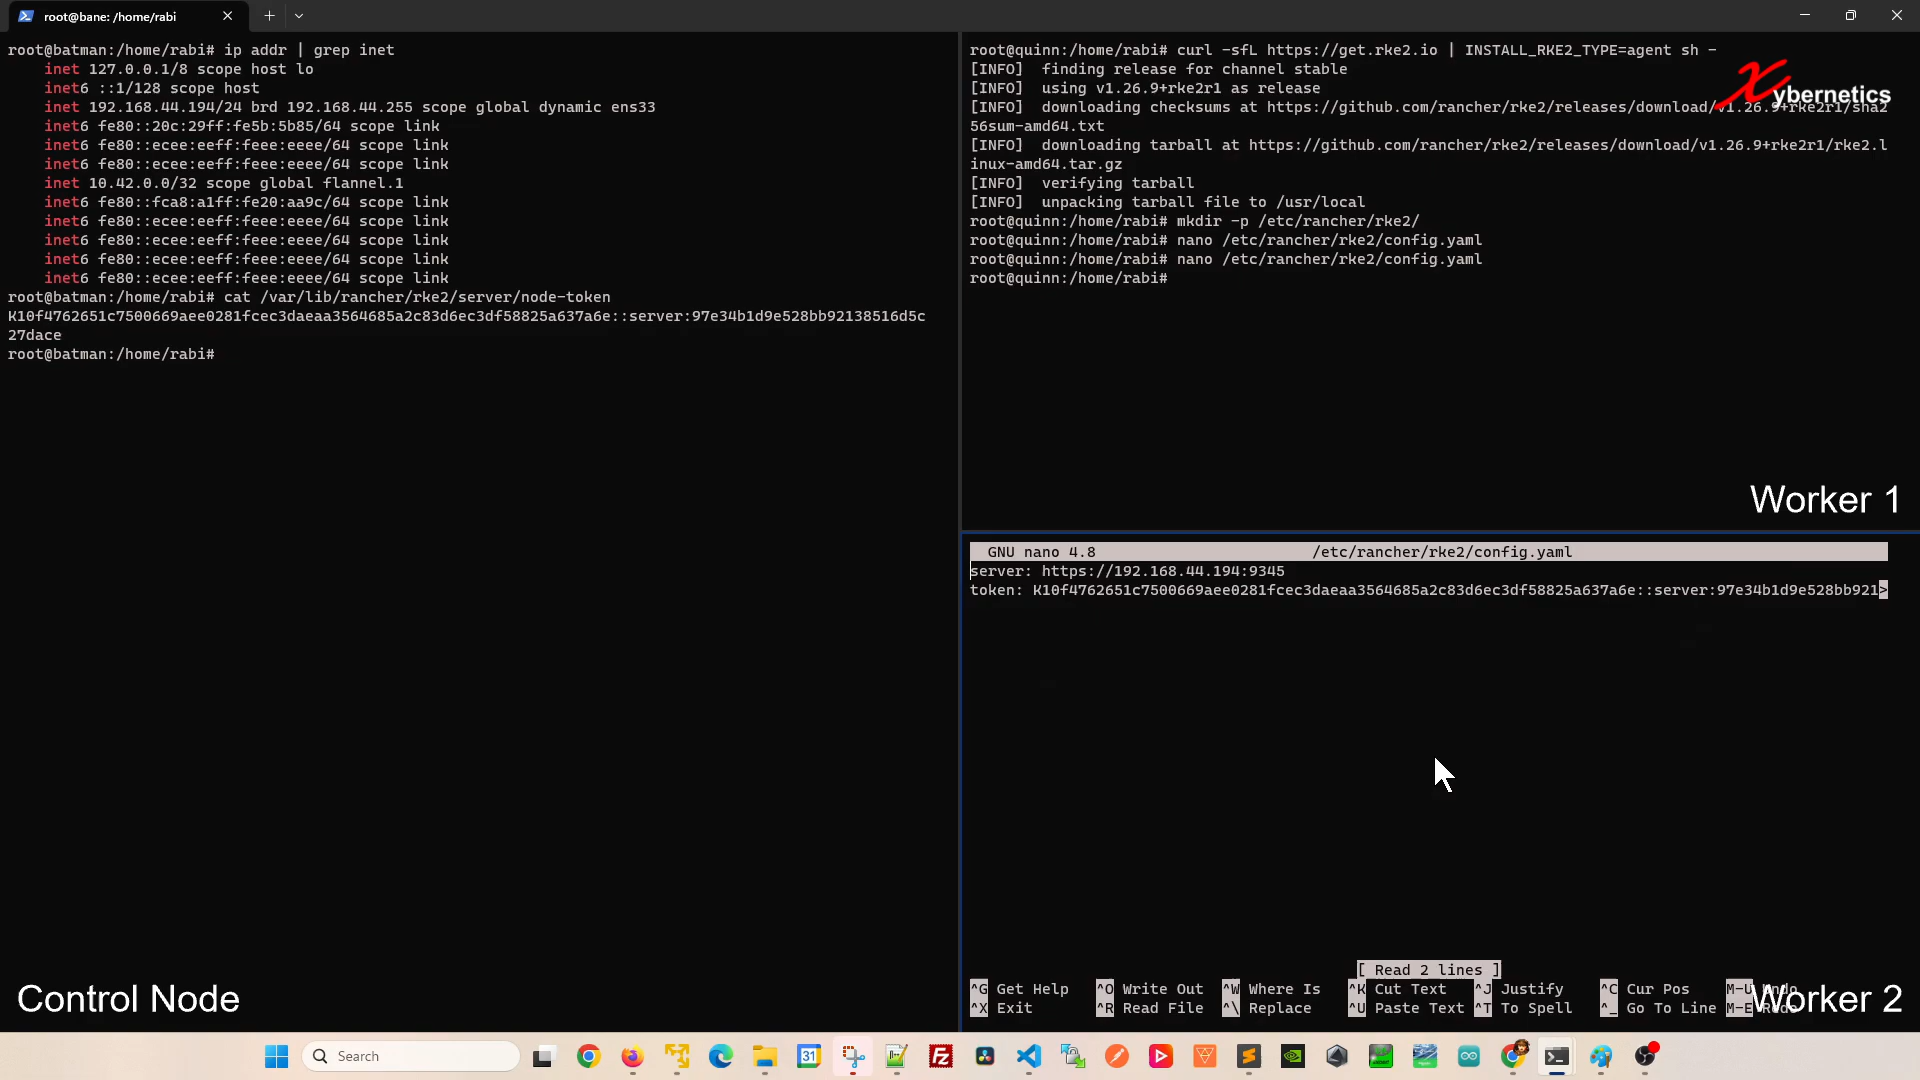 root@bane: /home/rabi
root@batman:/home/rabi# ip addr | grep inet
inet 127.0.0.1/8 scope host lo
inet6 ::1/128 scope host
inet 192.168.44.194/24 brd 192.168.44.255 scope global dynamic ens33
inet6 fe80::20c:29ff:fe5b:5b85/64 scope link
inet6 fe80::ecee:eeff:feee:eeee/64 scope link
inet6 fe80::ecee:eeff:feee:eeee/64 scope link
inet 10.42.0.0/32 scope global flannel.1
inet6 fe80::fca8:a1ff:fe20:aa9c/64 scope link
inet6 fe80::ecee:eeff:feee:eeee/64 scope link
inet6 fe80::ecee:eeff:feee:eeee/64 scope link
inet6 fe80::ecee:eeff:feee:eeee/64 scope link
inet6 fe80::ecee:eeff:feee:eeee/64 scope link
root@batman:/home/rabi# cat /var/lib/rancher/rke2/server/node-token
K10f4762651c7500669aee0281fcec3daeaa3564685a2c83d6ec3df58825a637a6e::server:97e34b1d9e528bb92138516d5c
27dace
root@batman:/home/rabi#
Control Node
root@quinn:/home/rabi# curl -sfL https://get.rke2.io | INSTALL_RKE2_TYPE=agent sh -
[INFO]  finding release for channel stable
[INFO]  using v1.26.9+rke2r1 as release
[INFO]  downloading checksums at https://github.com/rancher/rke2/releases/download/v1.26.9+rke2r1/sha2
56sum-amd64.txt
[INFO]  downloading tarball at https://github.com/rancher/rke2/releases/download/v1.26.9+rke2r1/rke2.l
inux-amd64.tar.gz
[INFO]  verifying tarball
[INFO]  unpacking tarball file to /usr/local
root@quinn:/home/rabi# mkdir -p /etc/rancher/rke2/
root@quinn:/home/rabi# nano /etc/rancher/rke2/config.yaml
root@quinn:/home/rabi# nano /etc/rancher/rke2/config.yaml
root@quinn:/home/rabi#
Xybernetics
Worker 1
GNU nano 4.8 /etc/rancher/rke2/config.yaml
server: https://192.168.44.194:9345
token: K10f4762651c7500669aee0281fcec3daeaa3564685a2c83d6ec3df58825a637a6e::server:97e34b1d9e528bb921>
[ Read 2 lines ]
^G Get Help ^O Write Out ^W Where Is ^K Cut Text ^J Justify ^C Cur Pos M-U Undo
^X Exit ^R Read File ^\ Replace ^U Paste Text ^T To Spell ^_ Go To Line M-E Redo
Worker 2
Search
31